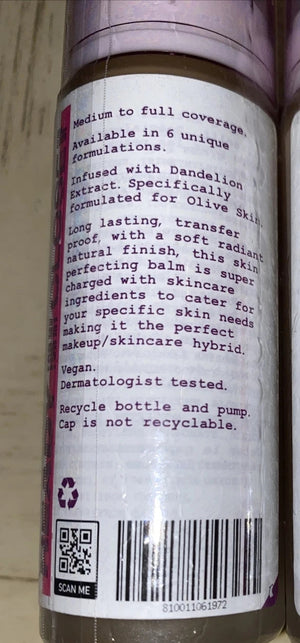 Medium to full coverage.
Available in 6 unique
formulations.
Infused with Dandelion
Extract. Specifically
formulated for Olive Skin.
Long lasting, transfer
proof, with a soft radiant
natural finish, this skin
perfecting balm is super
charged with skincare
ingredients to cater for
your specific skin needs
making it the perfect
makeup/skincare hybrid.
Vegan.
Dermatologist tested.
Recycle bottle and pump.
Cap is not recyclable.
SCAN ME
810011061972